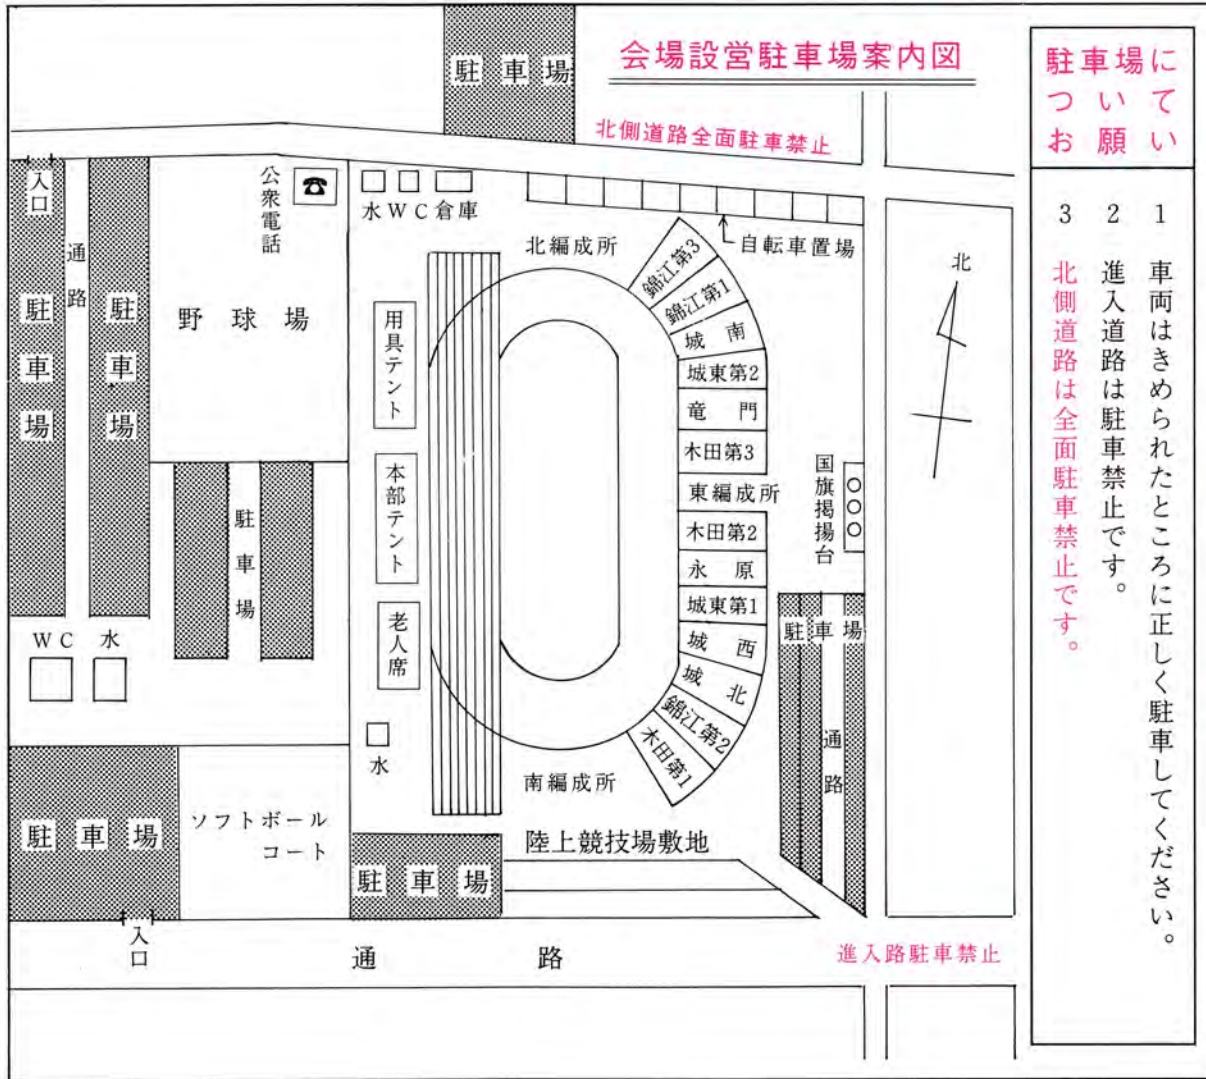 会場設営駐車場案内図
駐車場に
ついて
お願い
1 車両はきめられたところに正しく駐車してください。
2 進入道路は駐車禁止です。
3 北側道路は全面駐車禁止です。
駐車場
北側道路全面駐車禁止
入口
通路
駐車場
駐車場
公衆電話
水
WC
倉庫
自転車置場
北編成所
野球場
用具テント
本部テント
老人席
錦江第3
錦江第1
城南
城東第2
竜門
木田第3
東編成所
木田第2
永原
城東第1
城西
城北
錦江第2
木田第1
国旗掲揚台
北
駐車場
駐車場
通路
WC
水
水
南編成所
陸上競技場敷地
駐車場
ソフトボール
コート
駐車場
入口
通路
進入路駐車禁止